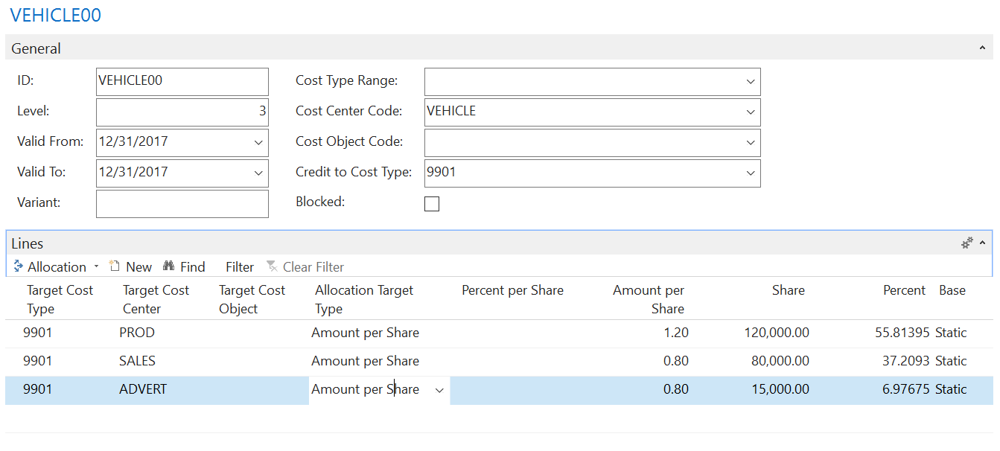 VEHICLE00
General
ID: VEHICLE00 Cost Type Range:
Level: 3 Cost Center Code: VEHICLE
Valid From: 12/31/2017 Cost Object Code:
Valid To: 12/31/2017 Credit to Cost Type: 9901
Variant: Blocked:
Lines
Allocation New Find Filter Clear Filter
Target Cost Target Cost Target Cost Allocation Target Percent per Share Amount per Share Percent Base
Type Center Object Type Share
9901 PROD Amount per Share 1.20 120,000.00 55.81395 Static
9901 SALES Amount per Share 0.80 80,000.00 37.2093 Static
9901 ADVERT Amount per Share 0.80 15,000.00 6.97675 Static